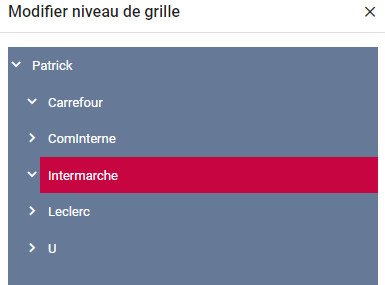 Modifier niveau de grille
Patrick
Carrefour
ComInterne
Intermarche
Leclerc
U